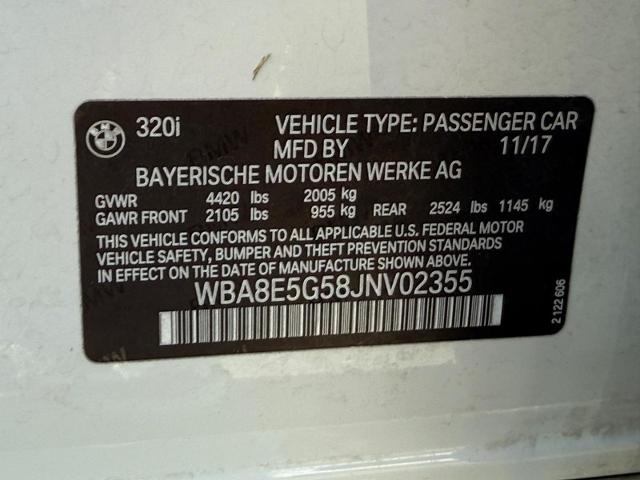 320i VEHICLE TYPE: PASSENGER CAR
MFD BY 11/17
BAYERISCHE MOTOREN WERKE AG
GVWR 4420 lbs 2005 kg
GAWR FRONT 2105 lbs 955 kg REAR 2524 lbs 1145 kg
THIS VEHICLE CONFORMS TO ALL APPLICABLE U.S. FEDERAL MOTOR
VEHICLE SAFETY, BUMPER AND THEFT PREVENTION STANDARDS
IN EFFECT ON THE DATE OF MANUFACTURE SHOWN ABOVE.
WBA8E5G58JNV02355
2 122 606
BMW
BMW